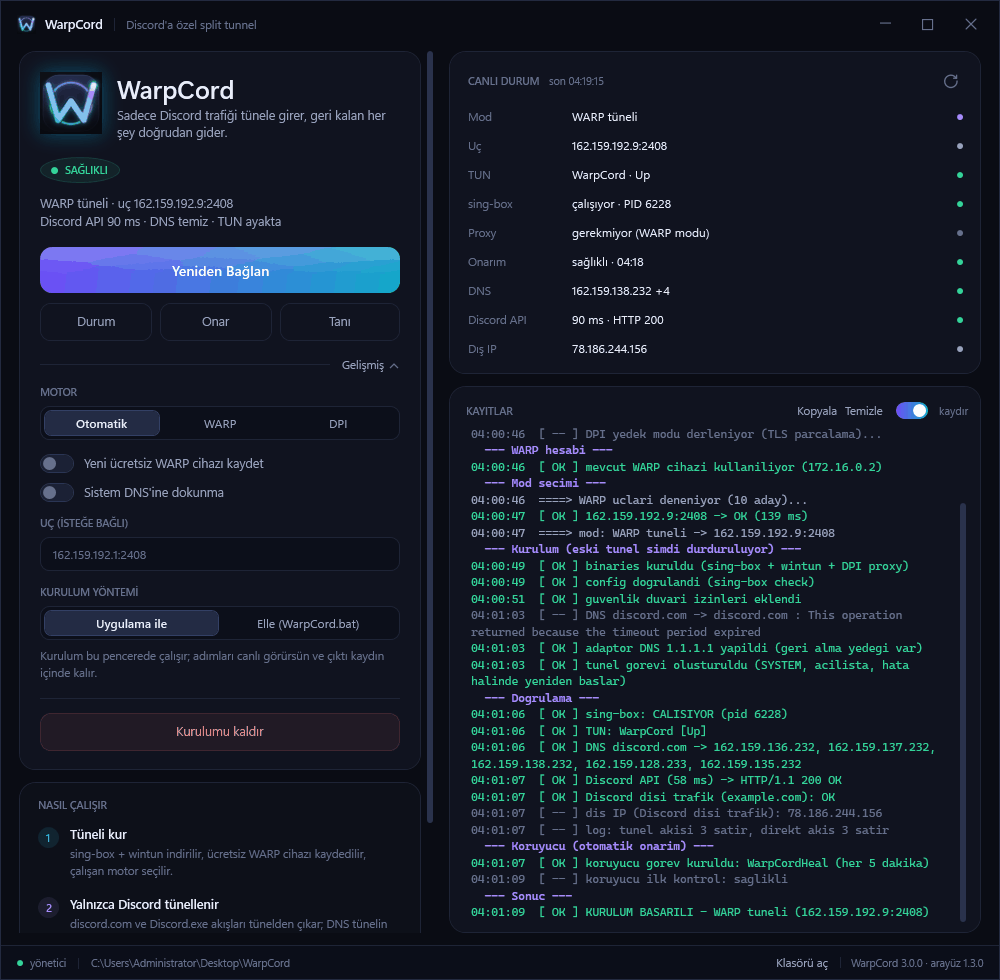 WarpCord
Discord'a özel split tunnel
WarpCord
Sadece Discord trafiği tünele girer, geri kalan her
şey doğrudan gider.
SAĞLIKLI
WARP tüneli · uç 162.159.192.9:2408
Discord API 90 ms · DNS temiz · TUN ayakta
Yeniden Bağlan
Durum
Onar
Tanı
Gelişmiş
MOTOR
Otomatik
WARP
DPI
Yeni ücretsiz WARP cihazı kaydet
Sistem DNS'ine dokunma
UÇ (İSTEĞE BAĞLI)
162.159.192.1:2408
KURULUM YÖNTEMİ
Uygulama ile
Elle (WarpCord.bat)
Kurulum bu pencerede çalışır; adımları canlı görürsün ve çıktı kaydın
içinde kalır.
Kurulumu kaldır
NASIL ÇALIŞIR
1
Tüneli kur
sing-box + wintun indirilir, ücretsiz WARP cihazı kaydedilir,
çalışan motor seçilir.
2
Yalnızca Discord tünellenir
discord.com ve Discord.exe akışları tünelden çıkar; DNS tünelin
CANLI DURUM son 04:19:15
Mod WARP tüneli
Uç 162.159.192.9:2408
TUN WarpCord · Up
sing-box çalışıyor · PID 6228
Proxy gerekmiyor (WARP modu)
Onarım sağlıklı · 04:18
DNS 162.159.138.232 +4
Discord API 90 ms · HTTP 200
Dış IP 78.186.244.156
KAYITLAR
Kopyala
Temizle
kaydır
04:00:46 [ -- ] DPI yedek modu derleniyor (TLS parcalama)...
--- WARP hesabi ---
04:00:46 [ OK ] mevcut WARP cihazi kullaniliyor (172.16.0.2)
--- Mod secimi ---
04:00:46 ====> WARP uclari deneniyor (10 aday)...
04:00:47 [ OK ] 162.159.192.9:2408 -> OK (139 ms)
04:00:47 ====> mod: WARP tuneli -> 162.159.192.9:2408
--- Kurulum (eski tunel simdi durduruluyor) ---
04:00:49 [ OK ] binaries kuruldu (sing-box + wintun + DPI proxy)
04:00:49 [ OK ] config dogrulandi (sing-box check)
04:00:51 [ OK ] guvenlik duvari izinleri eklendi
04:01:03 [ -- ] DNS discord.com -> discord.com : This operation
returned because the timeout period expired
04:01:03 [ OK ] adaptor DNS 1.1.1.1 yapildi (geri alma yedegi var)
04:01:03 [ OK ] tunel gorevi olusturuldu (SYSTEM, acilista, hata
halinde yeniden baslar)
--- Dogrulama ---
04:01:06 [ OK ] sing-box: CALISIYOR (pid 6228)
04:01:06 [ OK ] TUN: WarpCord [Up]
04:01:06 [ OK ] DNS discord.com -> 162.159.136.232, 162.159.137.232,
162.159.138.232, 162.159.128.233, 162.159.135.232
04:01:07 [ OK ] Discord API (58 ms) -> HTTP/1.1 200 OK
04:01:07 [ OK ] Discord disi trafik (example.com): OK
04:01:07 [ -- ] dis IP (Discord disi trafik): 78.186.244.156
04:01:07 [ -- ] log: tunel akisi 3 satir, direkt akis 3 satir
--- Koruyucu (otomatik onarim) ---
04:01:07 [ OK ] koruyucu gorev kuruldu: WarpCordHeal (her 5 dakika)
04:01:09 [ -- ] koruyucu ilk kontrol: saglikli
--- Sonuc ---
04:01:09 [ OK ] KURULUM BASARILI - WARP tuneli (162.159.192.9:2408)
yönetici
C:\Users\Administrator\Desktop\WarpCord
Klasörü aç
WarpCord 3.0.0 · arayüz 1.3.0